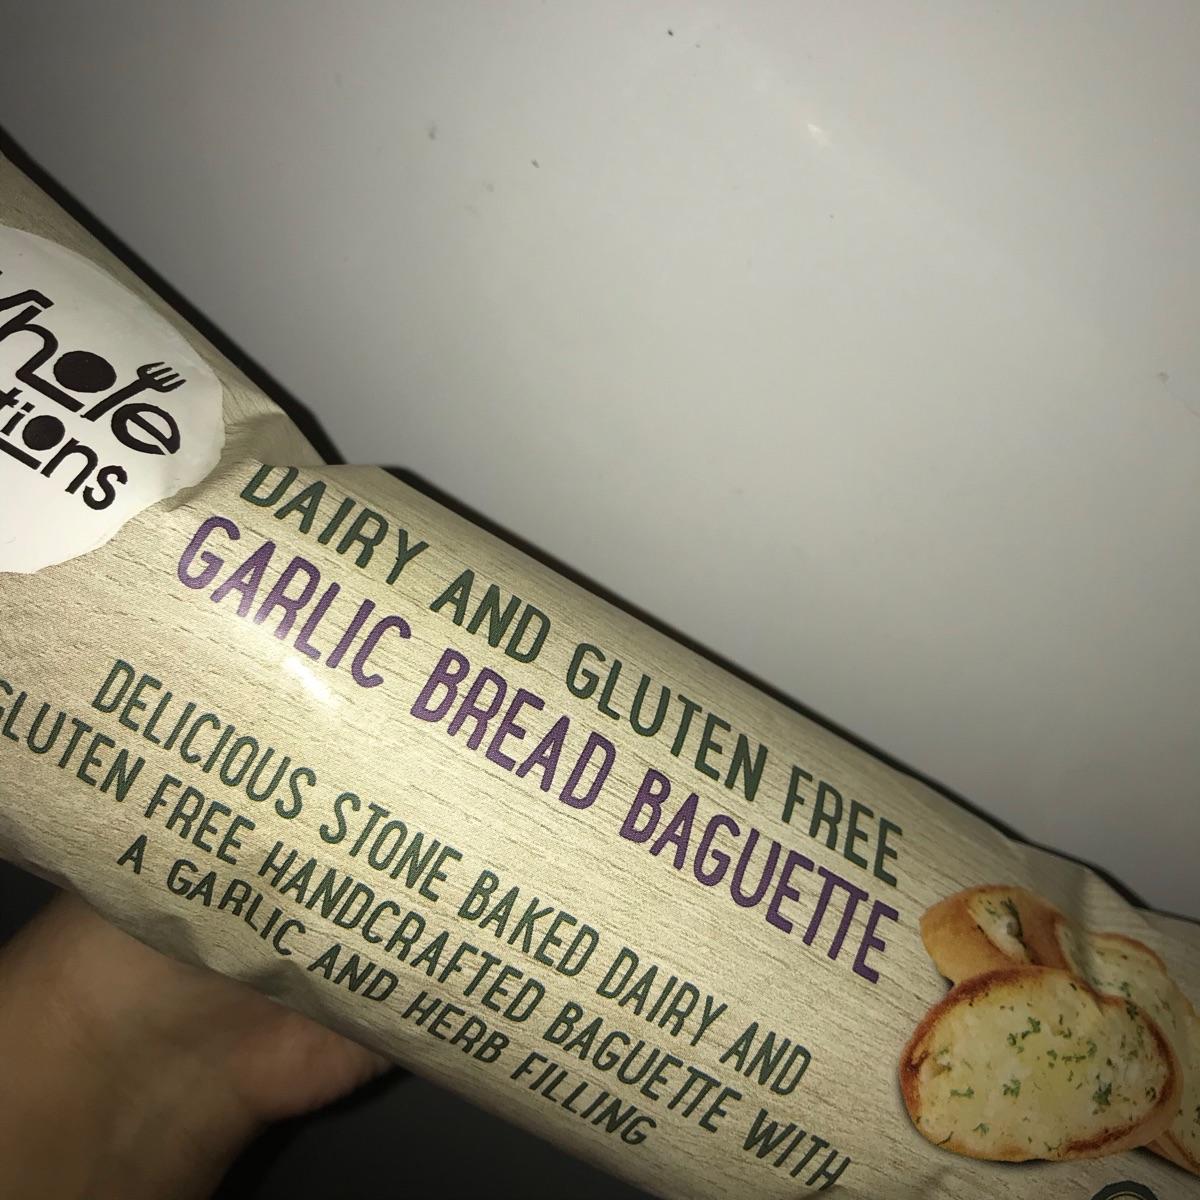 Whole
DAIRY AND GLUTEN FREE
GARLIC BREAD BAGUETTE
DELICIOUS STONE BAKED DAIRY AND
GLUTEN FREE HANDCRAFTED BAGUETTE WITH
A GARLIC AND HERB FILLING